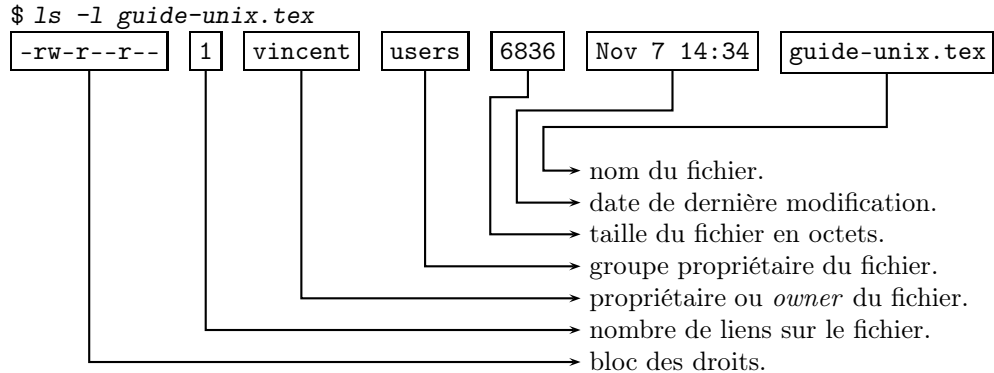 $ ls -l guide-unix.tex
-rw-r--r-- 1 vincent users 6836 Nov 7 14:34 guide-unix.tex
nom du fichier.
date de dernière modification.
taille du fichier en octets.
groupe propriétaire du fichier.
propriétaire ou owner du fichier.
nombre de liens sur le fichier.
bloc des droits.